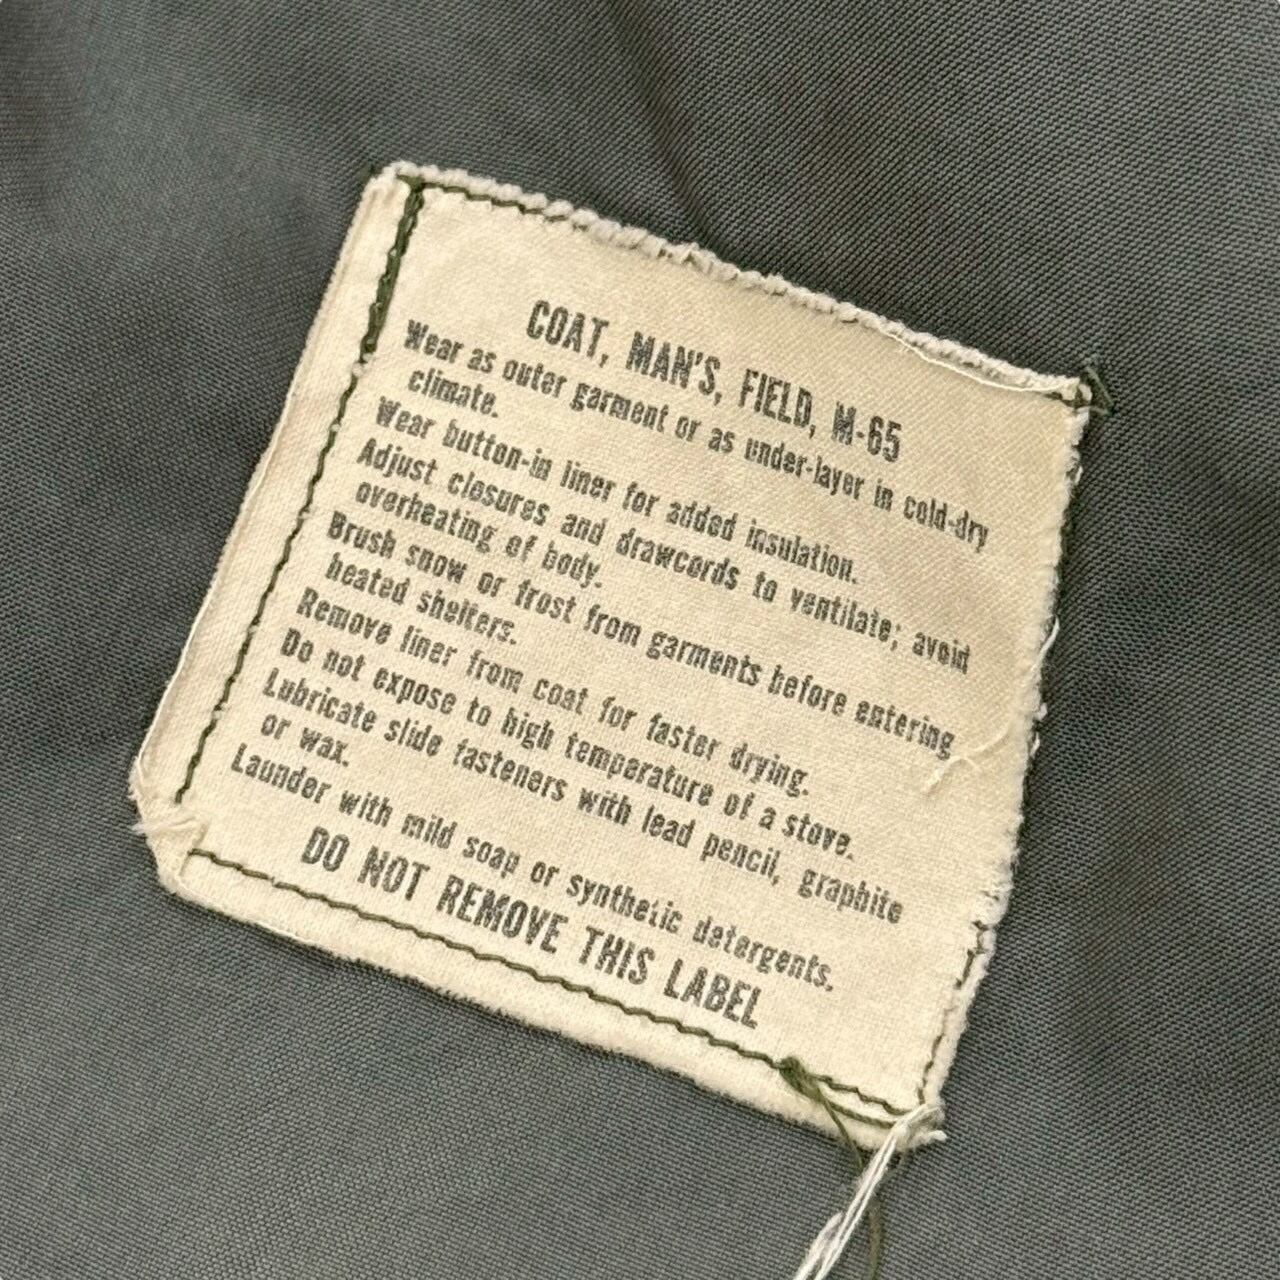 COAT, MAN'S, FIELD, M-65
Wear as outer garment or as under-layer in cold-dry
climate.
Wear button-in liner for added insulation.
Adjust closures and drawcords to ventilate; avoid
overheating of body.
Brush snow or frost from garments before entering
heated shelters.
Remove liner from coat for faster drying.
Do not expose to high temperature of a stove.
Lubricate slide fasteners with lead pencil, graphite
or wax.
Launder with mild soap or synthetic detergents.
DO NOT REMOVE THIS LABEL